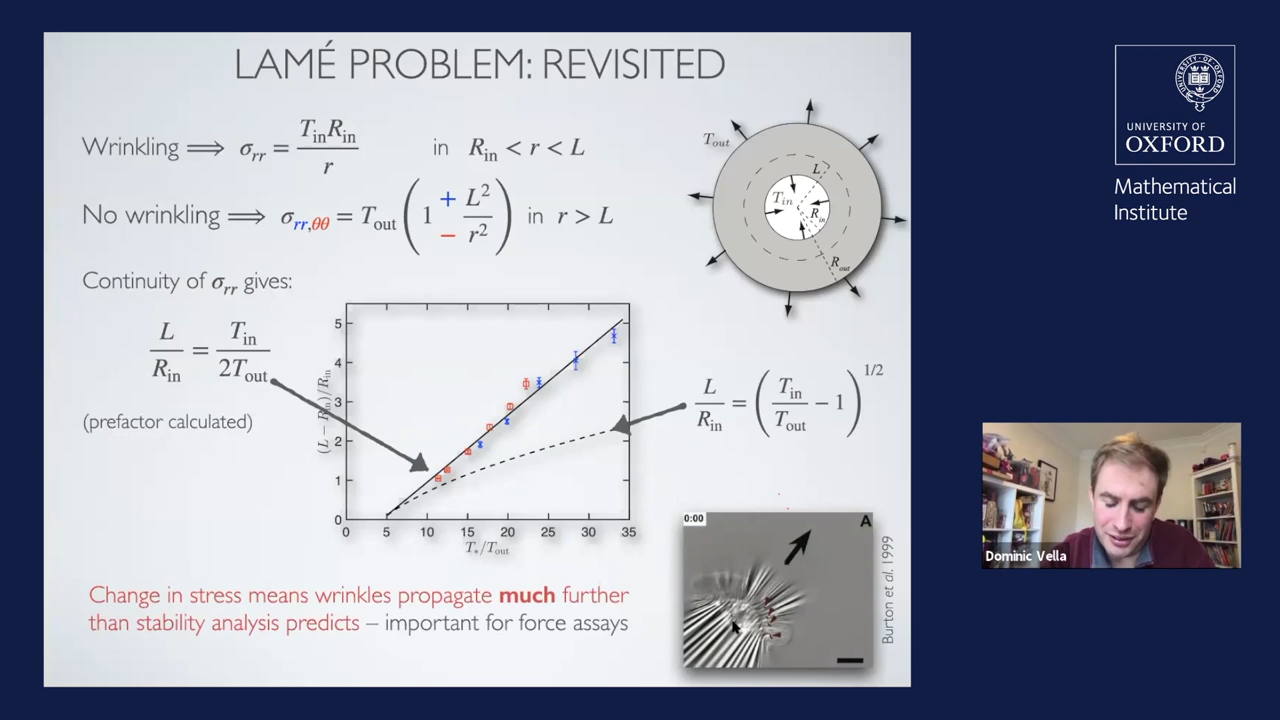 LAMÉ PROBLEM: REVISITED
Wrinkling ⟹ σ_rr = T_in R_in / r in R_in < r < L
No wrinkling ⟹ σ_rr,θθ = T_out (1 +/− L²/r²) in r > L
Continuity of σ_rr gives:
L/R_in = T_in/2T_out
(prefactor calculated)
(L − R_in)/R_in
5
4
3
2
1
0
0 5 10 15 20 25 30 35
T_*/T_out
T_out
L
T_in
R_in
R_out
L/R_in = (T_in/T_out − 1)^1/2
0:00
A
Burton et al. 1999
Change in stress means wrinkles propagate much further
than stability analysis predicts – important for force assays
UNIVERSITY OF
OXFORD
Mathematical
Institute
Dominic Vella